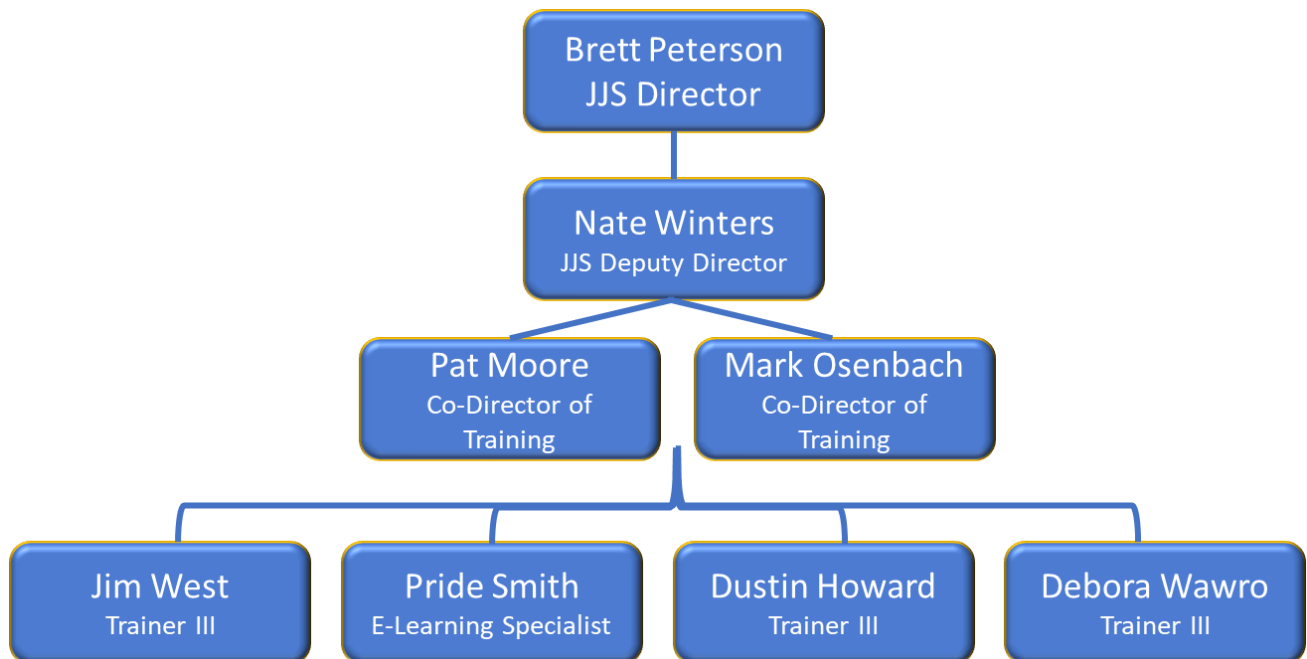 Brett Peterson
JJS Director
Nate Winters
JJS Deputy Director
Pat Moore
Co-Director of
Training
Mark Osenbach
Co-Director of
Training
Jim West
Trainer III
Pride Smith
E-Learning Specialist
Dustin Howard
Trainer III
Debora Wawro
Trainer III